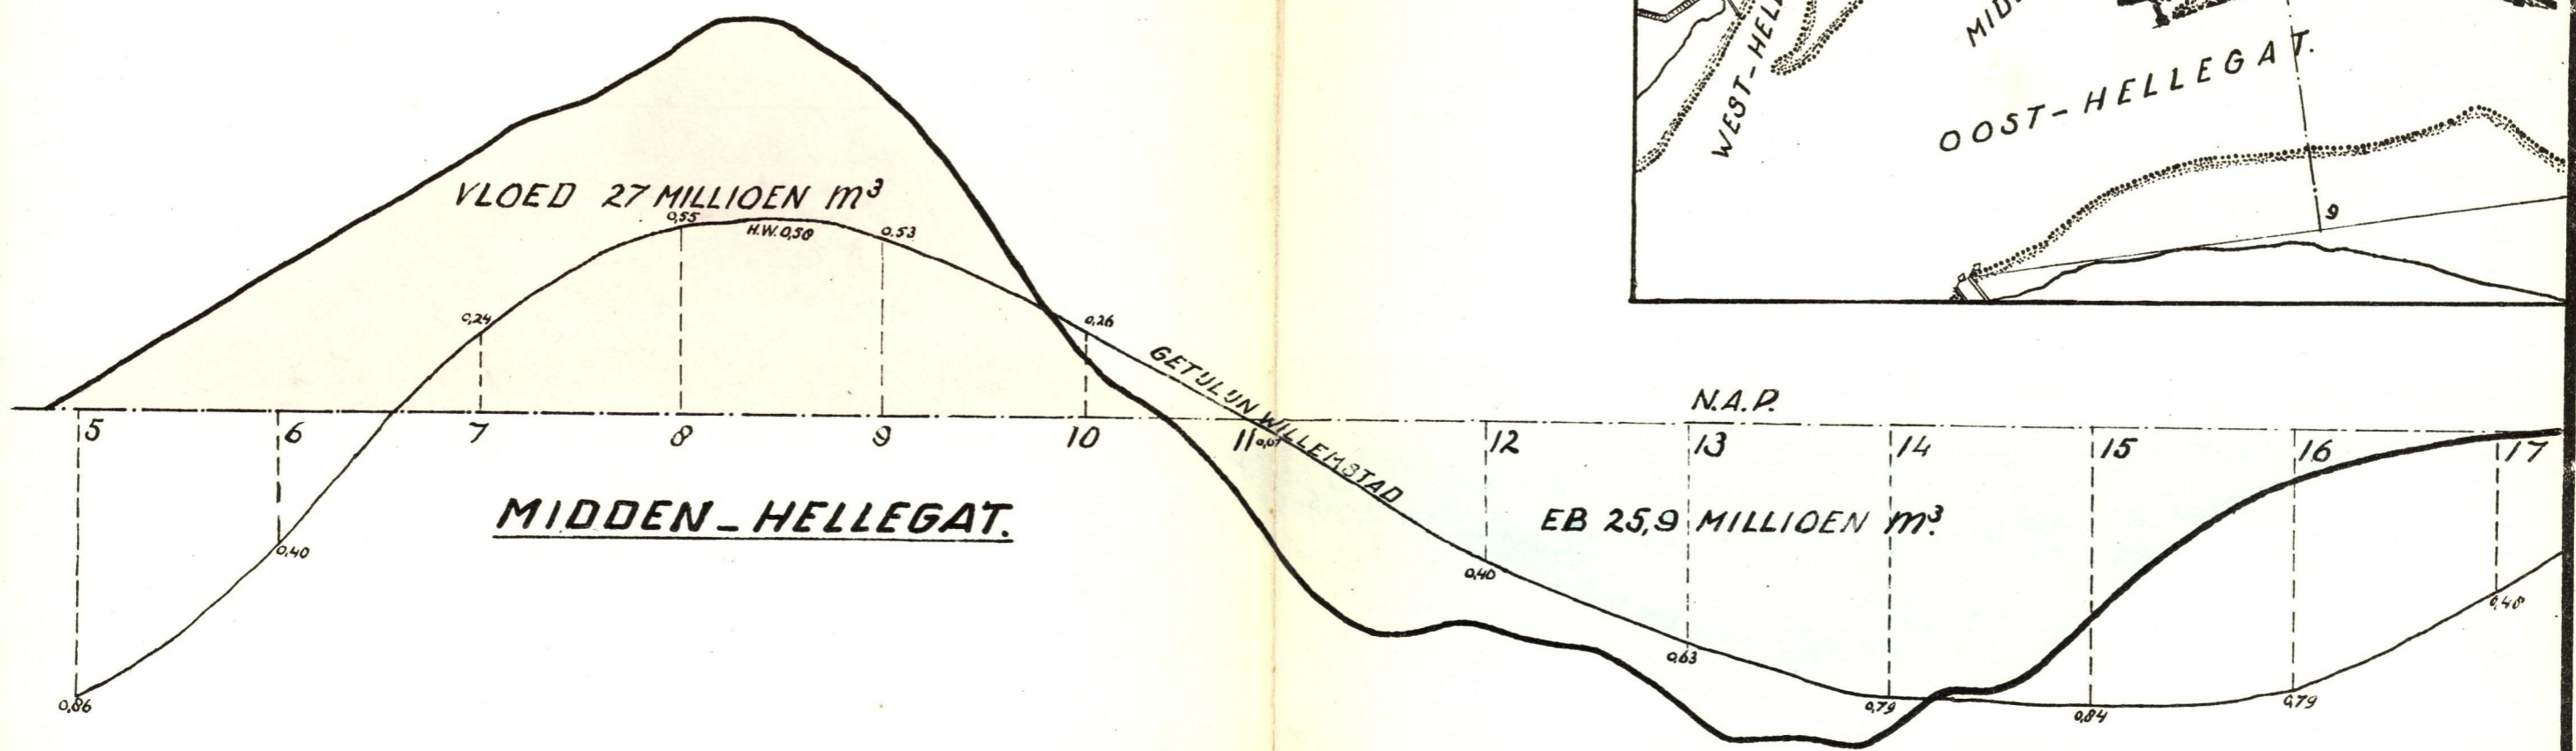 MID
WEST-HEL
OOST-HELLEGAT.
9
VLOED 27 MILLIOEN m³
0,55
H.W. 0,58
0.53
0,24
0,26
GETIJLIJN WILLEMSTAD
N.A.P.
5 6 7 8 9 10 11 0,07 12 13 14 15 16 17
MIDDEN-HELLEGAT.
EB 25,9 MILLIOEN m³.
0,40
0,40
0,48
0,63
0,86
0,79
0,84
0,79